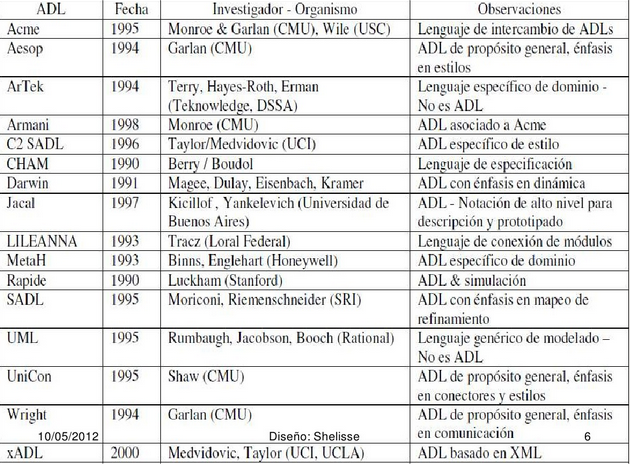 ADL Fecha Investigador - Organismo Observaciones
Acme 1995 Monroe & Garlan (CMU), Wile (USC) Lenguaje de intercambio de ADLs
Aesop 1994 Garlan (CMU) ADL de propósito general, énfasis
en estilos
ArTek 1994 Terry, Hayes-Roth, Erman Lenguaje específico de dominio -
(Teknowledge, DSSA) No es ADL
Armani 1998 Monroe (CMU) ADL asociado a Acme
C2 SADL 1996 Taylor/Medvidovic (UCI) ADL específico de estilo
CHAM 1990 Berry / Boudol Lenguaje de especificación
Darwin 1991 Magee, Dulay, Eisenbach, Kramer ADL con énfasis en dinámica
Jacal 1997 Kicillof , Yankelevich (Universidad de ADL - Notación de alto nivel para
Buenos Aires) descripción y prototipado
LILEANNA 1993 Tracz (Loral Federal) Lenguaje de conexión de módulos
MetaH 1993 Binns, Englehart (Honeywell) ADL específico de dominio
Rapide 1990 Luckham (Stanford) ADL & simulación
SADL 1995 Moriconi, Riemenschneider (SRI) ADL con énfasis en mapeo de
refinamiento
UML 1995 Rumbaugh, Jacobson, Booch (Rational) Lenguaje genérico de modelado –
No es ADL
UniCon 1995 Shaw (CMU) ADL de propósito general, énfasis
en conectores y estilos
Wright 1994 Garlan (CMU) ADL de propósito general, énfasis
en comunicación
10/05/2012 Diseño: Shelisse 6
xADL 2000 Medvidovic, Taylor (UCI, UCLA) ADL basado en XML